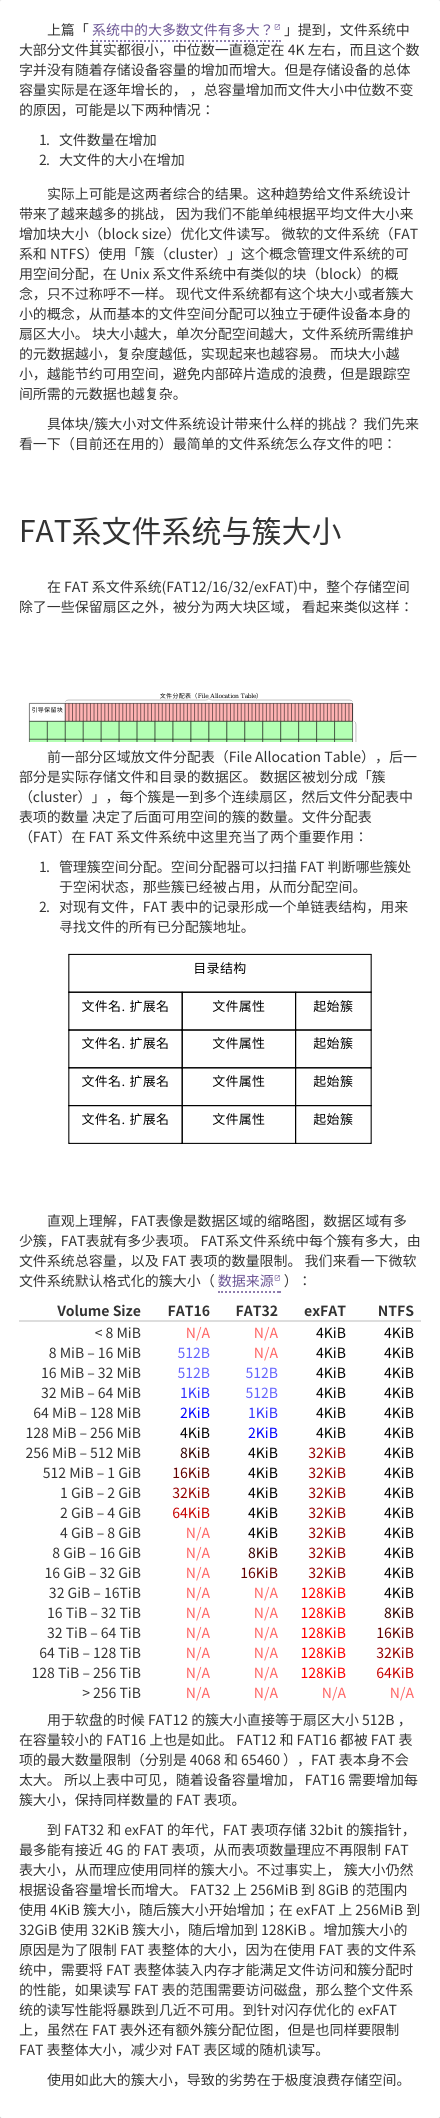 上篇「 系统中的大多数文件有多大？ 」提到，文件系统中
大部分文件其实都很小，中位数一直稳定在 4K 左右，而且这个数
字并没有随着存储设备容量的增加而增大。但是存储设备的总体
容量实际是在逐年增长的， ，总容量增加而文件大小中位数不变
的原因，可能是以下两种情况：
1. 文件数量在增加
2. 大文件的大小在增加
实际上可能是这两者综合的结果。这种趋势给文件系统设计
带来了越来越多的挑战， 因为我们不能单纯根据平均文件大小来
增加块大小（block size）优化文件读写。 微软的文件系统（FAT
系和 NTFS）使用「簇（cluster）」这个概念管理文件系统的可
用空间分配，在 Unix 系文件系统中有类似的块（block）的概
念，只不过称呼不一样。 现代文件系统都有这个块大小或者簇大
小的概念，从而基本的文件空间分配可以独立于硬件设备本身的
扇区大小。 块大小越大，单次分配空间越大，文件系统所需维护
的元数据越小，复杂度越低，实现起来也越容易。 而块大小越
小，越能节约可用空间，避免内部碎片造成的浪费，但是跟踪空
间所需的元数据也越复杂。
具体块/簇大小对文件系统设计带来什么样的挑战？ 我们先来
看一下（目前还在用的）最简单的文件系统怎么存文件的吧：
FAT系文件系统与簇大小
在 FAT 系文件系统(FAT12/16/32/exFAT)中，整个存储空间
除了一些保留扇区之外，被分为两大块区域， 看起来类似这样：
文件分配表（File Allocation Table）
引导保留块
前一部分区域放文件分配表（File Allocation Table），后一
部分是实际存储文件和目录的数据区。 数据区被划分成「簇
（cluster）」，每个簇是一到多个连续扇区，然后文件分配表中
表项的数量 决定了后面可用空间的簇的数量。文件分配表
（FAT）在 FAT 系文件系统中这里充当了两个重要作用：
1. 管理簇空间分配。空间分配器可以扫描 FAT 判断哪些簇处
于空闲状态，那些簇已经被占用，从而分配空间。
2. 对现有文件，FAT 表中的记录形成一个单链表结构，用来
寻找文件的所有已分配簇地址。
目录结构
文件名. 扩展名 文件属性 起始簇
文件名. 扩展名 文件属性 起始簇
文件名. 扩展名 文件属性 起始簇
文件名. 扩展名 文件属性 起始簇
直观上理解，FAT表像是数据区域的缩略图，数据区域有多
少簇，FAT表就有多少表项。 FAT系文件系统中每个簇有多大，由
文件系统总容量，以及 FAT 表项的数量限制。 我们来看一下微软
文件系统默认格式化的簇大小（ 数据来源 ）：
Volume Size FAT16 FAT32 exFAT NTFS
< 8 MiB N/A N/A 4KiB 4KiB
8 MiB – 16 MiB 512B N/A 4KiB 4KiB
16 MiB – 32 MiB 512B 512B 4KiB 4KiB
32 MiB – 64 MiB 1KiB 512B 4KiB 4KiB
64 MiB – 128 MiB 2KiB 1KiB 4KiB 4KiB
128 MiB – 256 MiB 4KiB 2KiB 4KiB 4KiB
256 MiB – 512 MiB 8KiB 4KiB 32KiB 4KiB
512 MiB – 1 GiB 16KiB 4KiB 32KiB 4KiB
1 GiB – 2 GiB 32KiB 4KiB 32KiB 4KiB
2 GiB – 4 GiB 64KiB 4KiB 32KiB 4KiB
4 GiB – 8 GiB N/A 4KiB 32KiB 4KiB
8 GiB – 16 GiB N/A 8KiB 32KiB 4KiB
16 GiB – 32 GiB N/A 16KiB 32KiB 4KiB
32 GiB – 16TiB N/A N/A 128KiB 4KiB
16 TiB – 32 TiB N/A N/A 128KiB 8KiB
32 TiB – 64 TiB N/A N/A 128KiB 16KiB
64 TiB – 128 TiB N/A N/A 128KiB 32KiB
128 TiB – 256 TiB N/A N/A 128KiB 64KiB
> 256 TiB N/A N/A N/A N/A
用于软盘的时候 FAT12 的簇大小直接等于扇区大小 512B ，
在容量较小的 FAT16 上也是如此。 FAT12 和 FAT16 都被 FAT 表
项的最大数量限制（分别是 4068 和 65460 ），FAT 表本身不会
太大。 所以上表中可见，随着设备容量增加， FAT16 需要增加每
簇大小，保持同样数量的 FAT 表项。
到 FAT32 和 exFAT 的年代，FAT 表项存储 32bit 的簇指针，
最多能有接近 4G 的 FAT 表项，从而表项数量理应不再限制 FAT
表大小，从而理应使用同样的簇大小。不过事实上， 簇大小仍然
根据设备容量增长而增大。 FAT32 上 256MiB 到 8GiB 的范围内
使用 4KiB 簇大小，随后簇大小开始增加；在 exFAT 上 256MiB 到
32GiB 使用 32KiB 簇大小，随后增加到 128KiB 。增加簇大小的
原因是为了限制 FAT 表整体的大小，因为在使用 FAT 表的文件系
统中，需要将 FAT 表整体装入内存才能满足文件访问和簇分配时
的性能，如果读写 FAT 表的范围需要访问磁盘，那么整个文件系
统的读写性能将暴跌到几近不可用。到针对闪存优化的 exFAT
上，虽然在 FAT 表外还有额外簇分配位图，但是也同样要限制
FAT 表整体大小，减少对 FAT 表区域的随机读写。
使用如此大的簇大小，导致的劣势在于极度浪费存储空间。